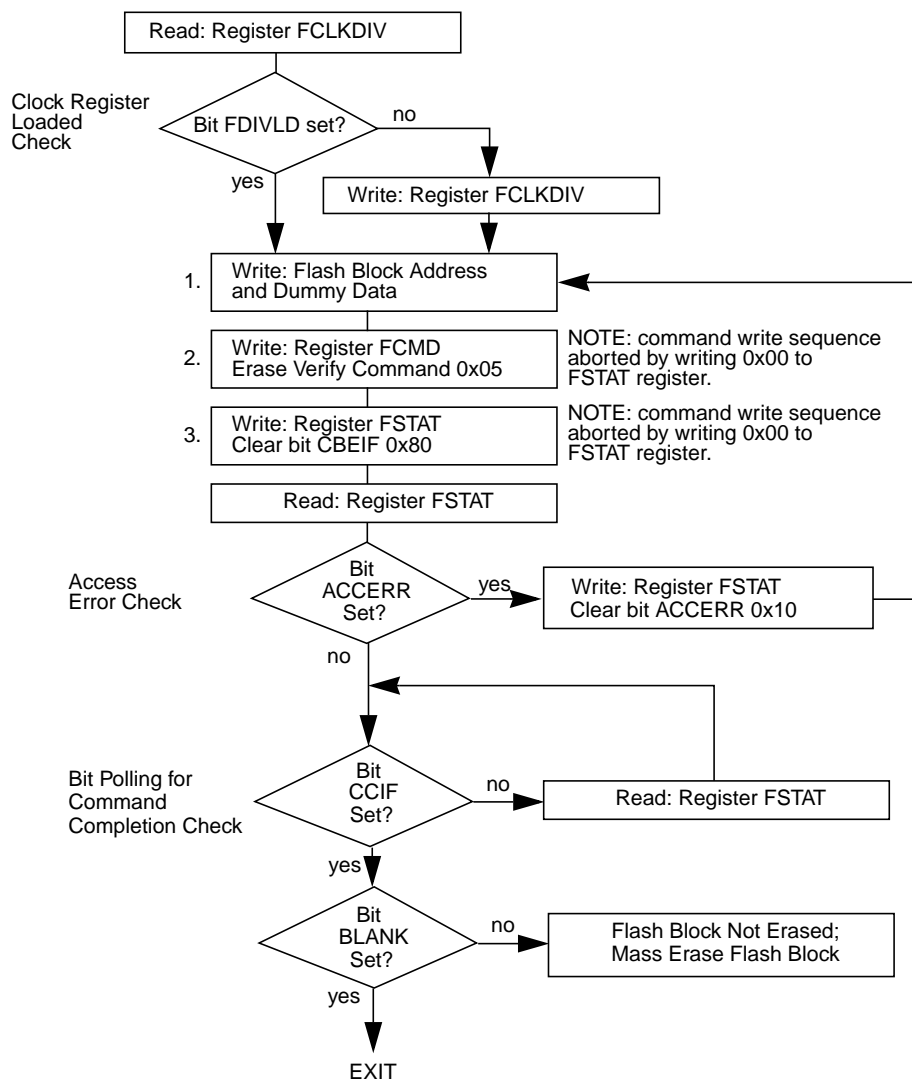 Read: Register FCLKDIV
Clock Register
Loaded
Check
Bit FDIVLD set?
no
yes
Write: Register FCLKDIV
1.
Write: Flash Block Address
and Dummy Data
2.
Write: Register FCMD
Erase Verify Command 0x05
NOTE: command write sequence
aborted by writing 0x00 to
FSTAT register.
3.
Write: Register FSTAT
Clear bit CBEIF 0x80
NOTE: command write sequence
aborted by writing 0x00 to
FSTAT register.
Read: Register FSTAT
Access
Error Check
Bit
ACCERR
Set?
yes
Write: Register FSTAT
Clear bit ACCERR 0x10
no
Bit Polling for
Command
Completion Check
Bit
CCIF
Set?
no
Read: Register FSTAT
yes
Bit
BLANK
Set?
no
Flash Block Not Erased;
Mass Erase Flash Block
yes
EXIT